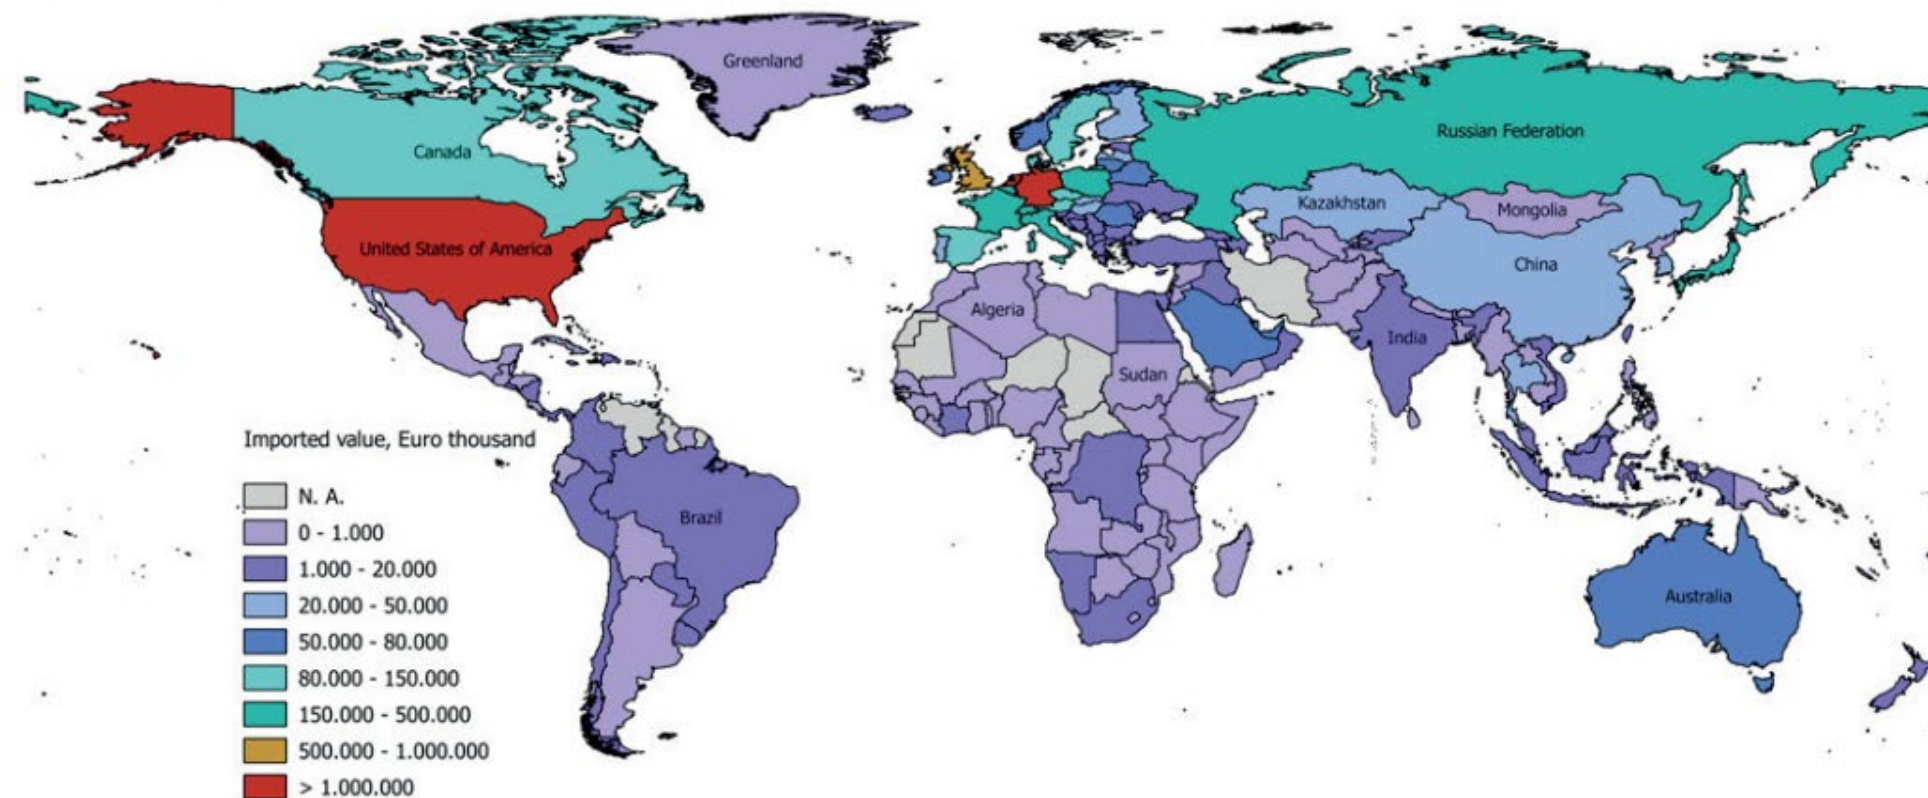 Greenland
Russian Federation
Canada
Kazakhstan
Mongolia
United States of America
China
Algeria
India
Sudan
Brazil
Australia
Imported value, Euro thousand
N. A.
0 - 1.000
1.000 - 20.000
20.000 - 50.000
50.000 - 80.000
80.000 - 150.000
150.000 - 500.000
500.000 - 1.000.000
> 1.000.000